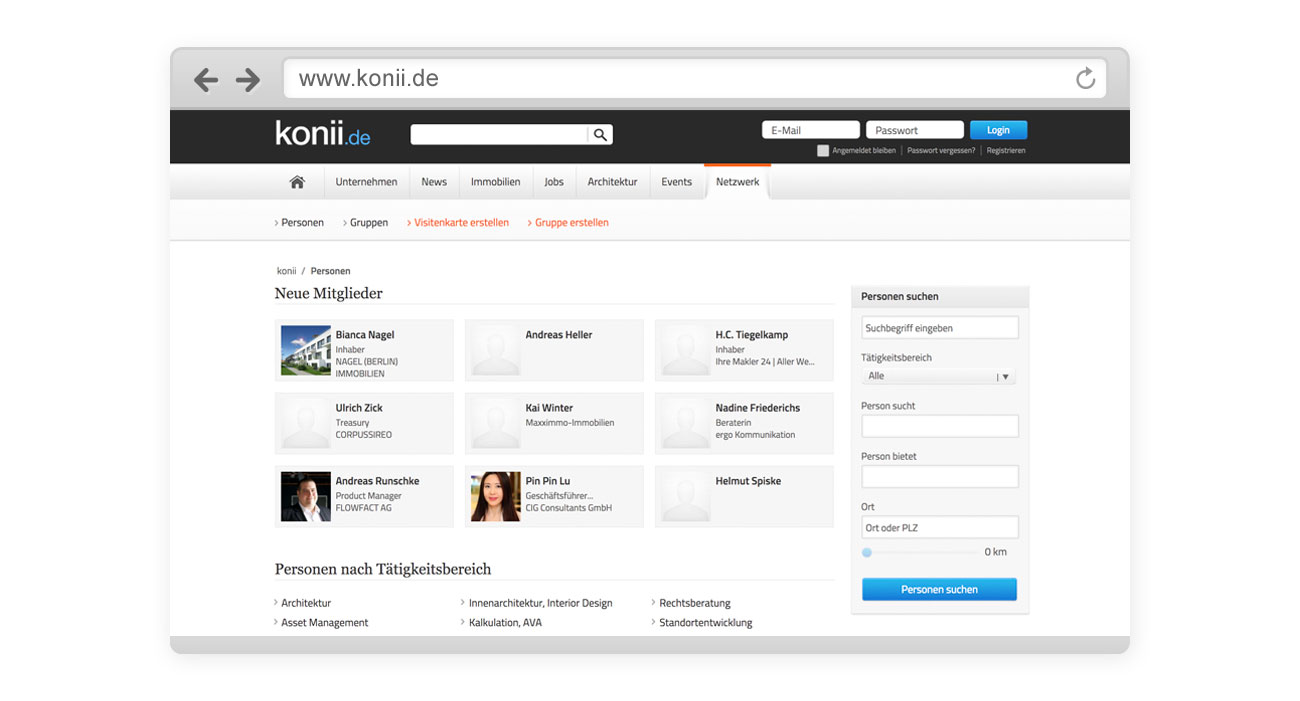 www.konii.de
konii.de
E-Mail
Passwort
Login
Angemeldet bleiben | Passwort vergessen? | Registrieren
Unternehmen
News
Immobilien
Jobs
Architektur
Events
Netzwerk
› Personen
› Gruppen
› Visitenkarte erstellen
› Gruppe erstellen
konii / Personen
Neue Mitglieder
Bianca Nagel
Inhaber
NAGEL (BERLIN)
IMMOBILIEN
Andreas Heller
H.C. Tiegelkamp
Inhaber
Ihre Makler 24 | Aller We...
Ulrich Zick
Treasury
CORPUSSIREO
Kai Winter
Maxximmo-Immobilien
Nadine Friederichs
Beraterin
ergo Kommunikation
Andreas Runschke
Product Manager
FLOWFACT AG
Pin Pin Lu
Geschäftsführer...
CIG Consultants GmbH
Helmut Spiske
Personen nach Tätigkeitsbereich
› Architektur
› Innenarchitektur, Interior Design
› Rechtsberatung
› Asset Management
› Kalkulation, AVA
› Standortentwicklung
Personen suchen
Suchbegriff eingeben
Tätigkeitsbereich
Alle
Person sucht
Person bietet
Ort
Ort oder PLZ
0 km
Personen suchen